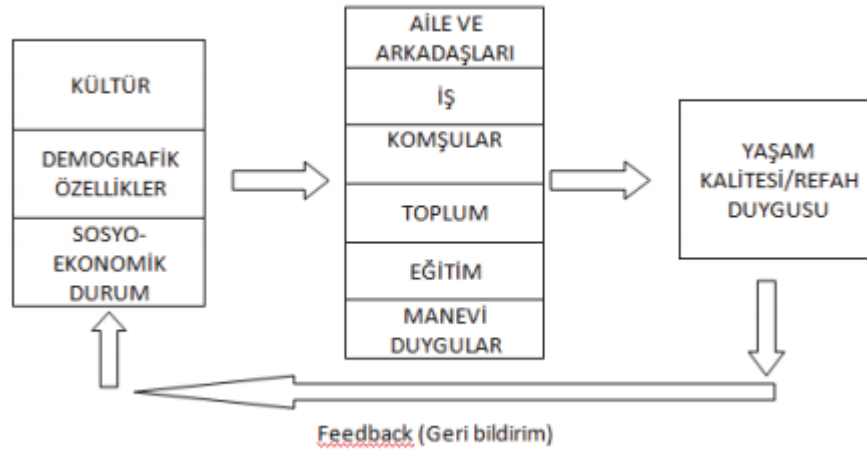 KÜLTÜR
DEMOGRAFİK
ÖZELLİKLER
SOSYO-
EKONOMİK
DURUM
AİLE VE
ARKADAŞLARI
İŞ
KOMŞULAR
TOPLUM
EĞİTİM
MANEVİ
DUYGULAR
YAŞAM
KALİTESİ/REFAH
DUYGUSU
Feedback (Geri bildirim)